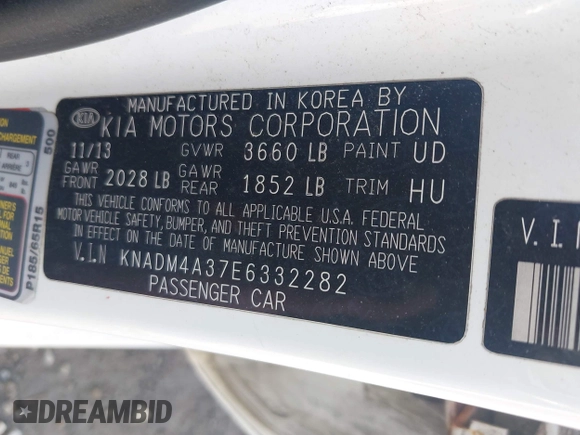 MANUFACTURED IN KOREA BY
KIA KIA MOTORS CORPORATION
11/13 GVWR 3660 LB PAINT UD
GAWR FRONT 2028 LB GAWR REAR 1852 LB TRIM HU
THIS VEHICLE CONFORMS TO ALL APPLICABLE U.S.A. FEDERAL
MOTOR VEHICLE SAFETY, BUMPER, AND THEFT PREVENTION STANDARDS
IN EFFECT ON THE DATE OF MANUFACTURE SHOWN ABOVE
V.I.N KNADM4A37E6332282
PASSENGER CAR
500
P185/65R15
V.I.
DREAMBID